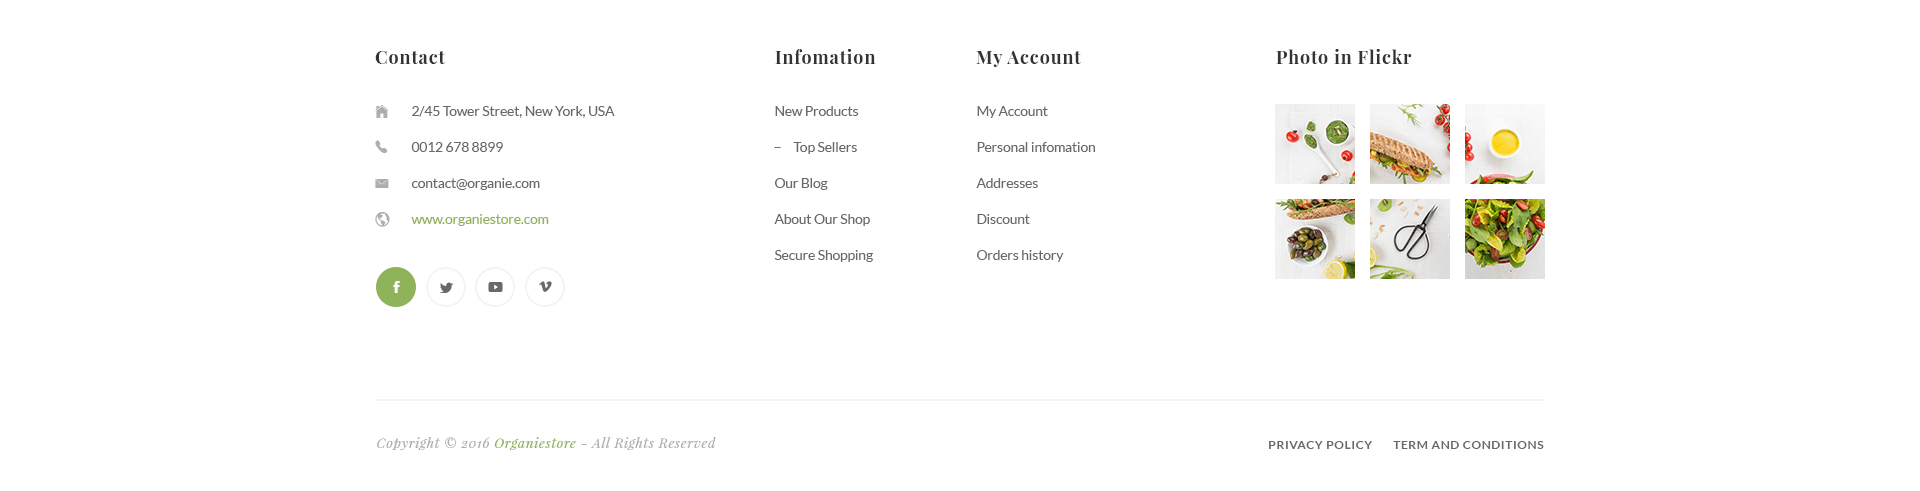 Contact
2/45 Tower Street, New York, USA
0012 678 8899
contact@organie.com
www.organiestore.com
Infomation
New Products
– Top Sellers
Our Blog
About Our Shop
Secure Shopping
My Account
My Account
Personal infomation
Addresses
Discount
Orders history
Photo in Flickr
Copyright © 2016 Organiestore - All Rights Reserved
PRIVACY POLICY TERM AND CONDITIONS